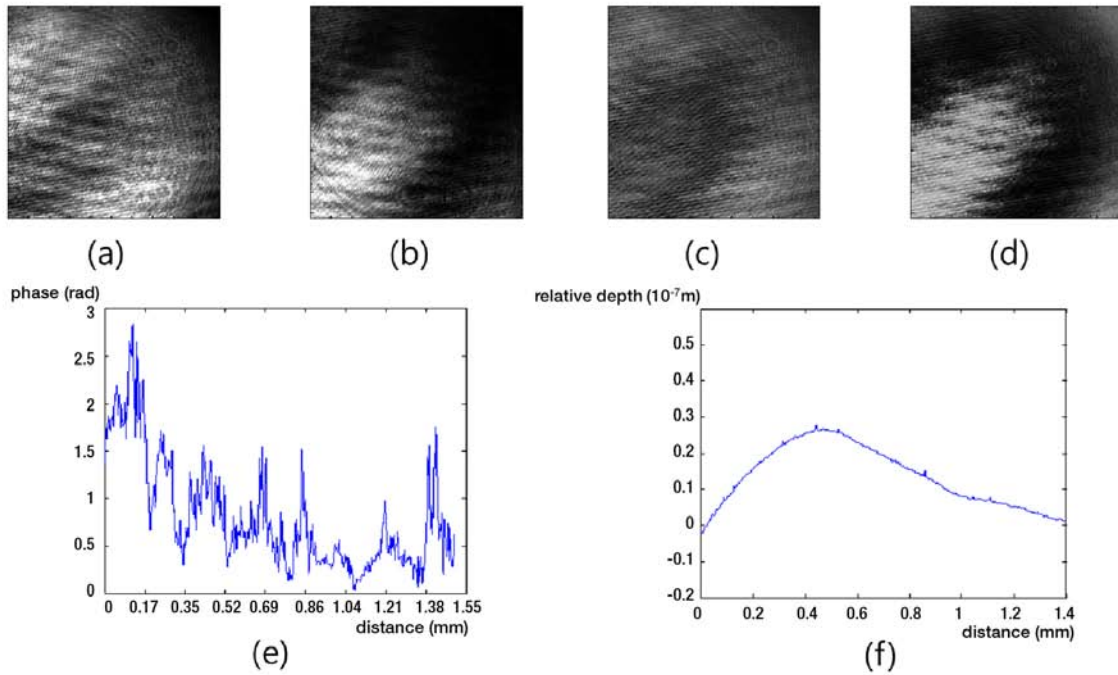 (a) (b) (c) (d)
phase (rad)
3
2.5
2
1.5
1
0.5
0
0 0.17 0.35 0.52 0.69 0.86 1.04 1.21 1.38 1.55
distance (mm)
(e)
relative depth (10⁻⁷m)
0.5
0.4
0.3
0.2
0.1
0
-0.1
-0.2
0 0.2 0.4 0.6 0.8 1 1.2 1.4
distance (mm)
(f)